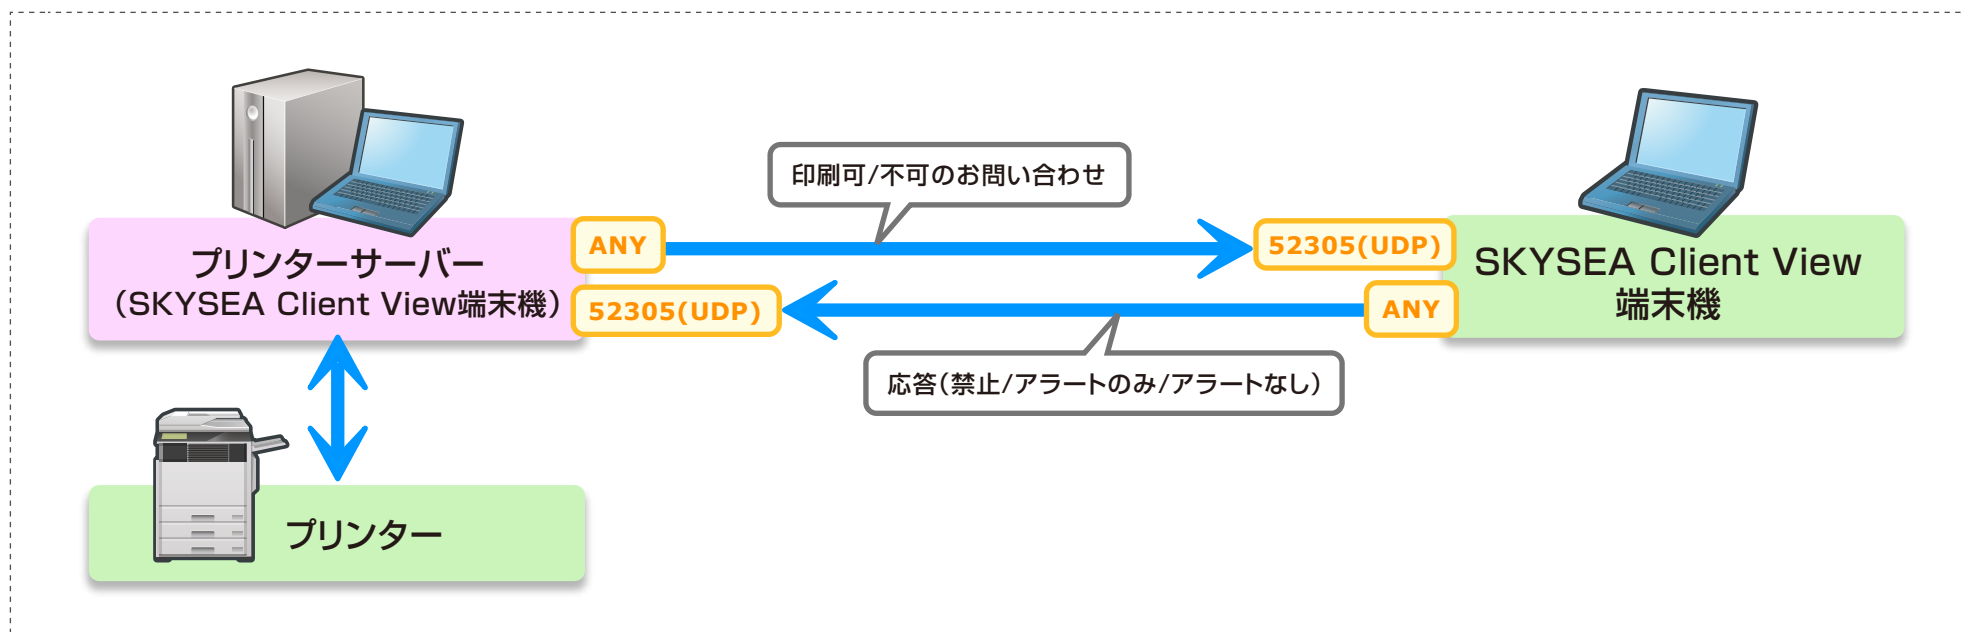 印刷可/不可のお問い合わせ
ANY
52305(UDP)
プリンターサーバー
(SKYSEA Client View端末機)
SKYSEA Client View
端末機
52305(UDP)
ANY
応答(禁止/アラートのみ/アラートなし)
プリンター